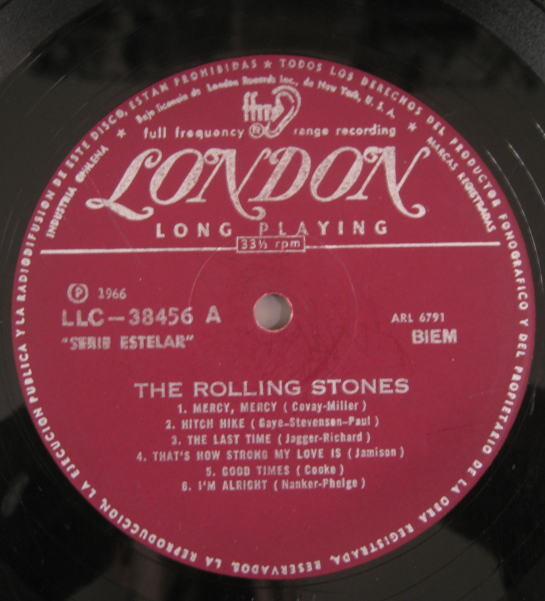 TODOS LOS DERECHOS DEL PRODUCTOR FONOGRAFICO Y DEL PROPIETARIO DE LA OBRA REGISTRADA, RESERVADOS. LA REPRODUCCION, LA EJECUCION PUBLICA Y LA RADIODIFUSION DE ESTE DISCO, ESTAN PROHIBIDAS ★
INDUSTRIA CHILENA ★ Bajo licencia de London Records Inc., de New York, U.S.A. ★ MARCAS REGISTRADAS
ffrr
full frequency ® range recording
LONDON
LONG PLAYING
33⅓ rpm
Ⓟ 1966
LLC-38456 A
ARL 6791
"SERIE ESTELAR"
BIEM
THE ROLLING STONES
1. MERCY, MERCY (Covay-Miller)
2. HITCH HIKE (Gaye-Stevenson-Paul)
3. THE LAST TIME (Jagger-Richard)
4. THAT'S HOW STRONG MY LOVE IS (Jamison)
5. GOOD TIMES (Cooke)
6. I'M ALRIGHT (Nanker-Phelge)